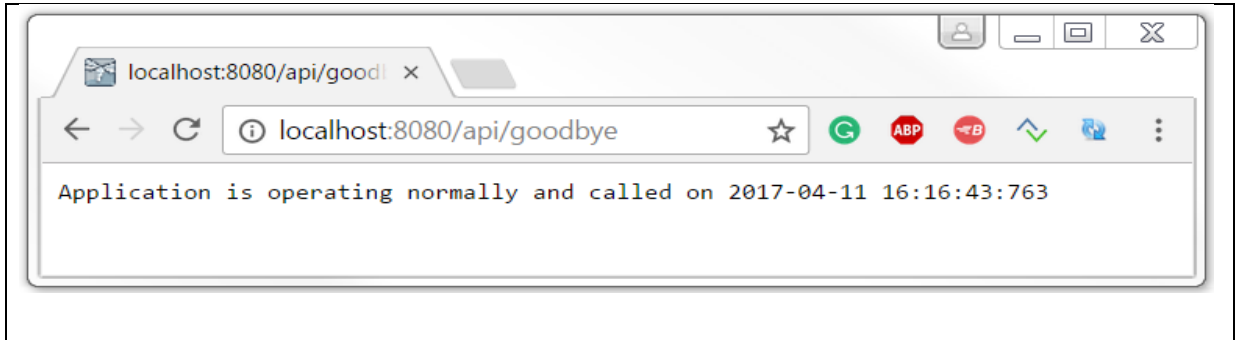 localhost:8080/api/good
localhost:8080/api/goodbye
G
ABP
B
Application is operating normally and called on 2017-04-11 16:16:43:763